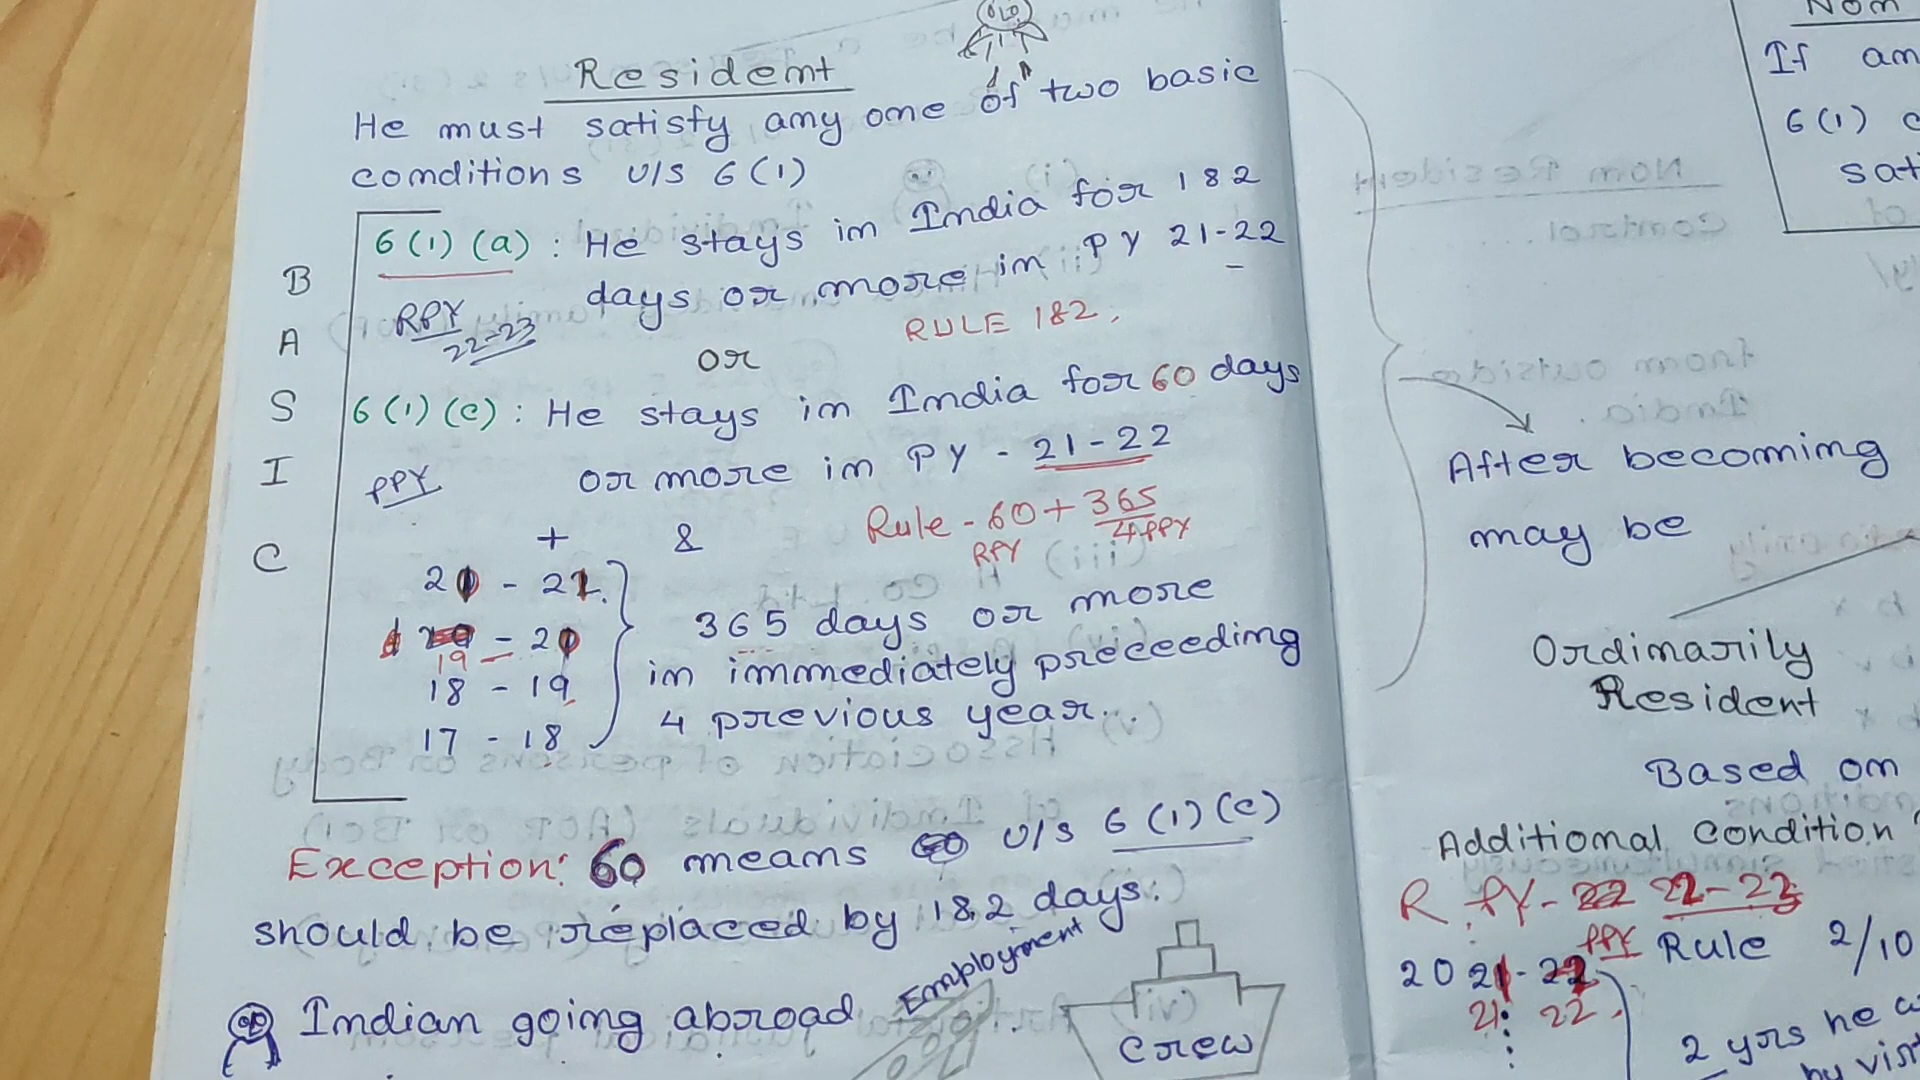 Resident
He must satisfy any one of two basic
conditions U/S 6(1)
6(1)(a): He stays in India for 182
days or more in PY 21-22
RPY
22-23
RULE 182.
or
6(1)(c): He stays in India for 60 days
or more in PY - 21-22
PPY
Rule - 60 + 365
RPY 4PPY
+ &
20 - 21
19 - 20
18 - 19
17 - 18
365 days or more
in immediately preceeding
4 previous year.
BASIC
Exception: 60 means U/S 6(1)(c)
should be replaced by 182 days:
Indian going abroad
Employment
Crew
If
6(1)
After becoming
may be
Ordinarily
Resident
Based on
Additional Condition
R PY - 22-23
PPY Rule 2/10
20 21 - 22
21 22
2 yrs he
by